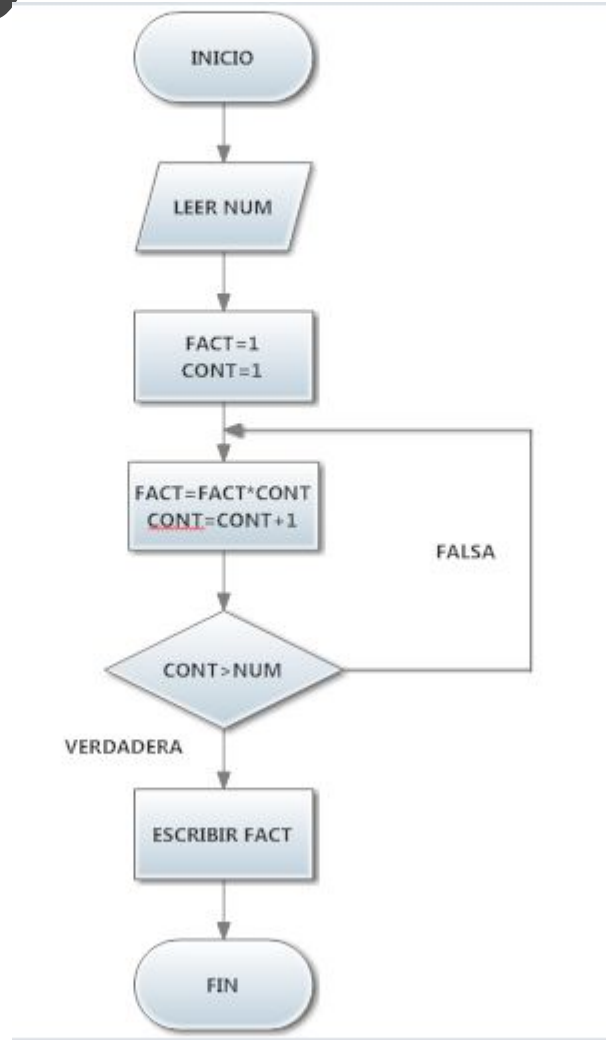 INICIO
LEER NUM
FACT=1
CONT=1
FACT=FACT*CONT
CONT=CONT+1
FALSA
CONT>NUM
VERDADERA
ESCRIBIR FACT
FIN